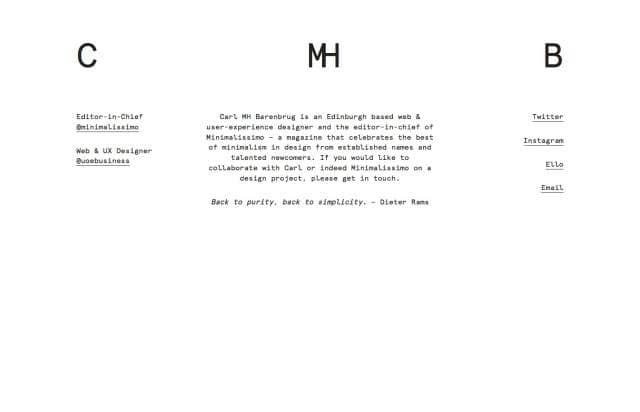 C
MH
B
Editor-in-Chief
@minimalissimo
Web & UX Designer
@uoebusiness
Carl MH Barenbrug is an Edinburgh based web &
user-experience designer and the editor-in-chief of
Minimalissimo – a magazine that celebrates the best
of minimalism in design from established names and
talented newcomers. If you would like to
collaborate with Carl or indeed Minimalissimo on a
design project, please get in touch.
Back to purity, back to simplicity. – Dieter Rams
Twitter
Instagram
Ello
Email